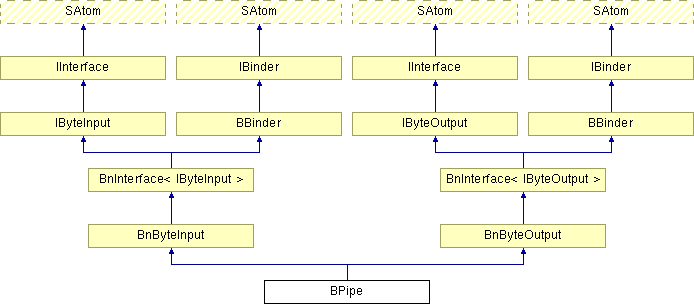 SAtom SAtom SAtom SAtom
IInterface IBinder IInterface IBinder
IByteInput BBinder IByteOutput BBinder
BnInterface< IByteInput > BnInterface< IByteOutput >
BnByteInput BnByteOutput
BPipe